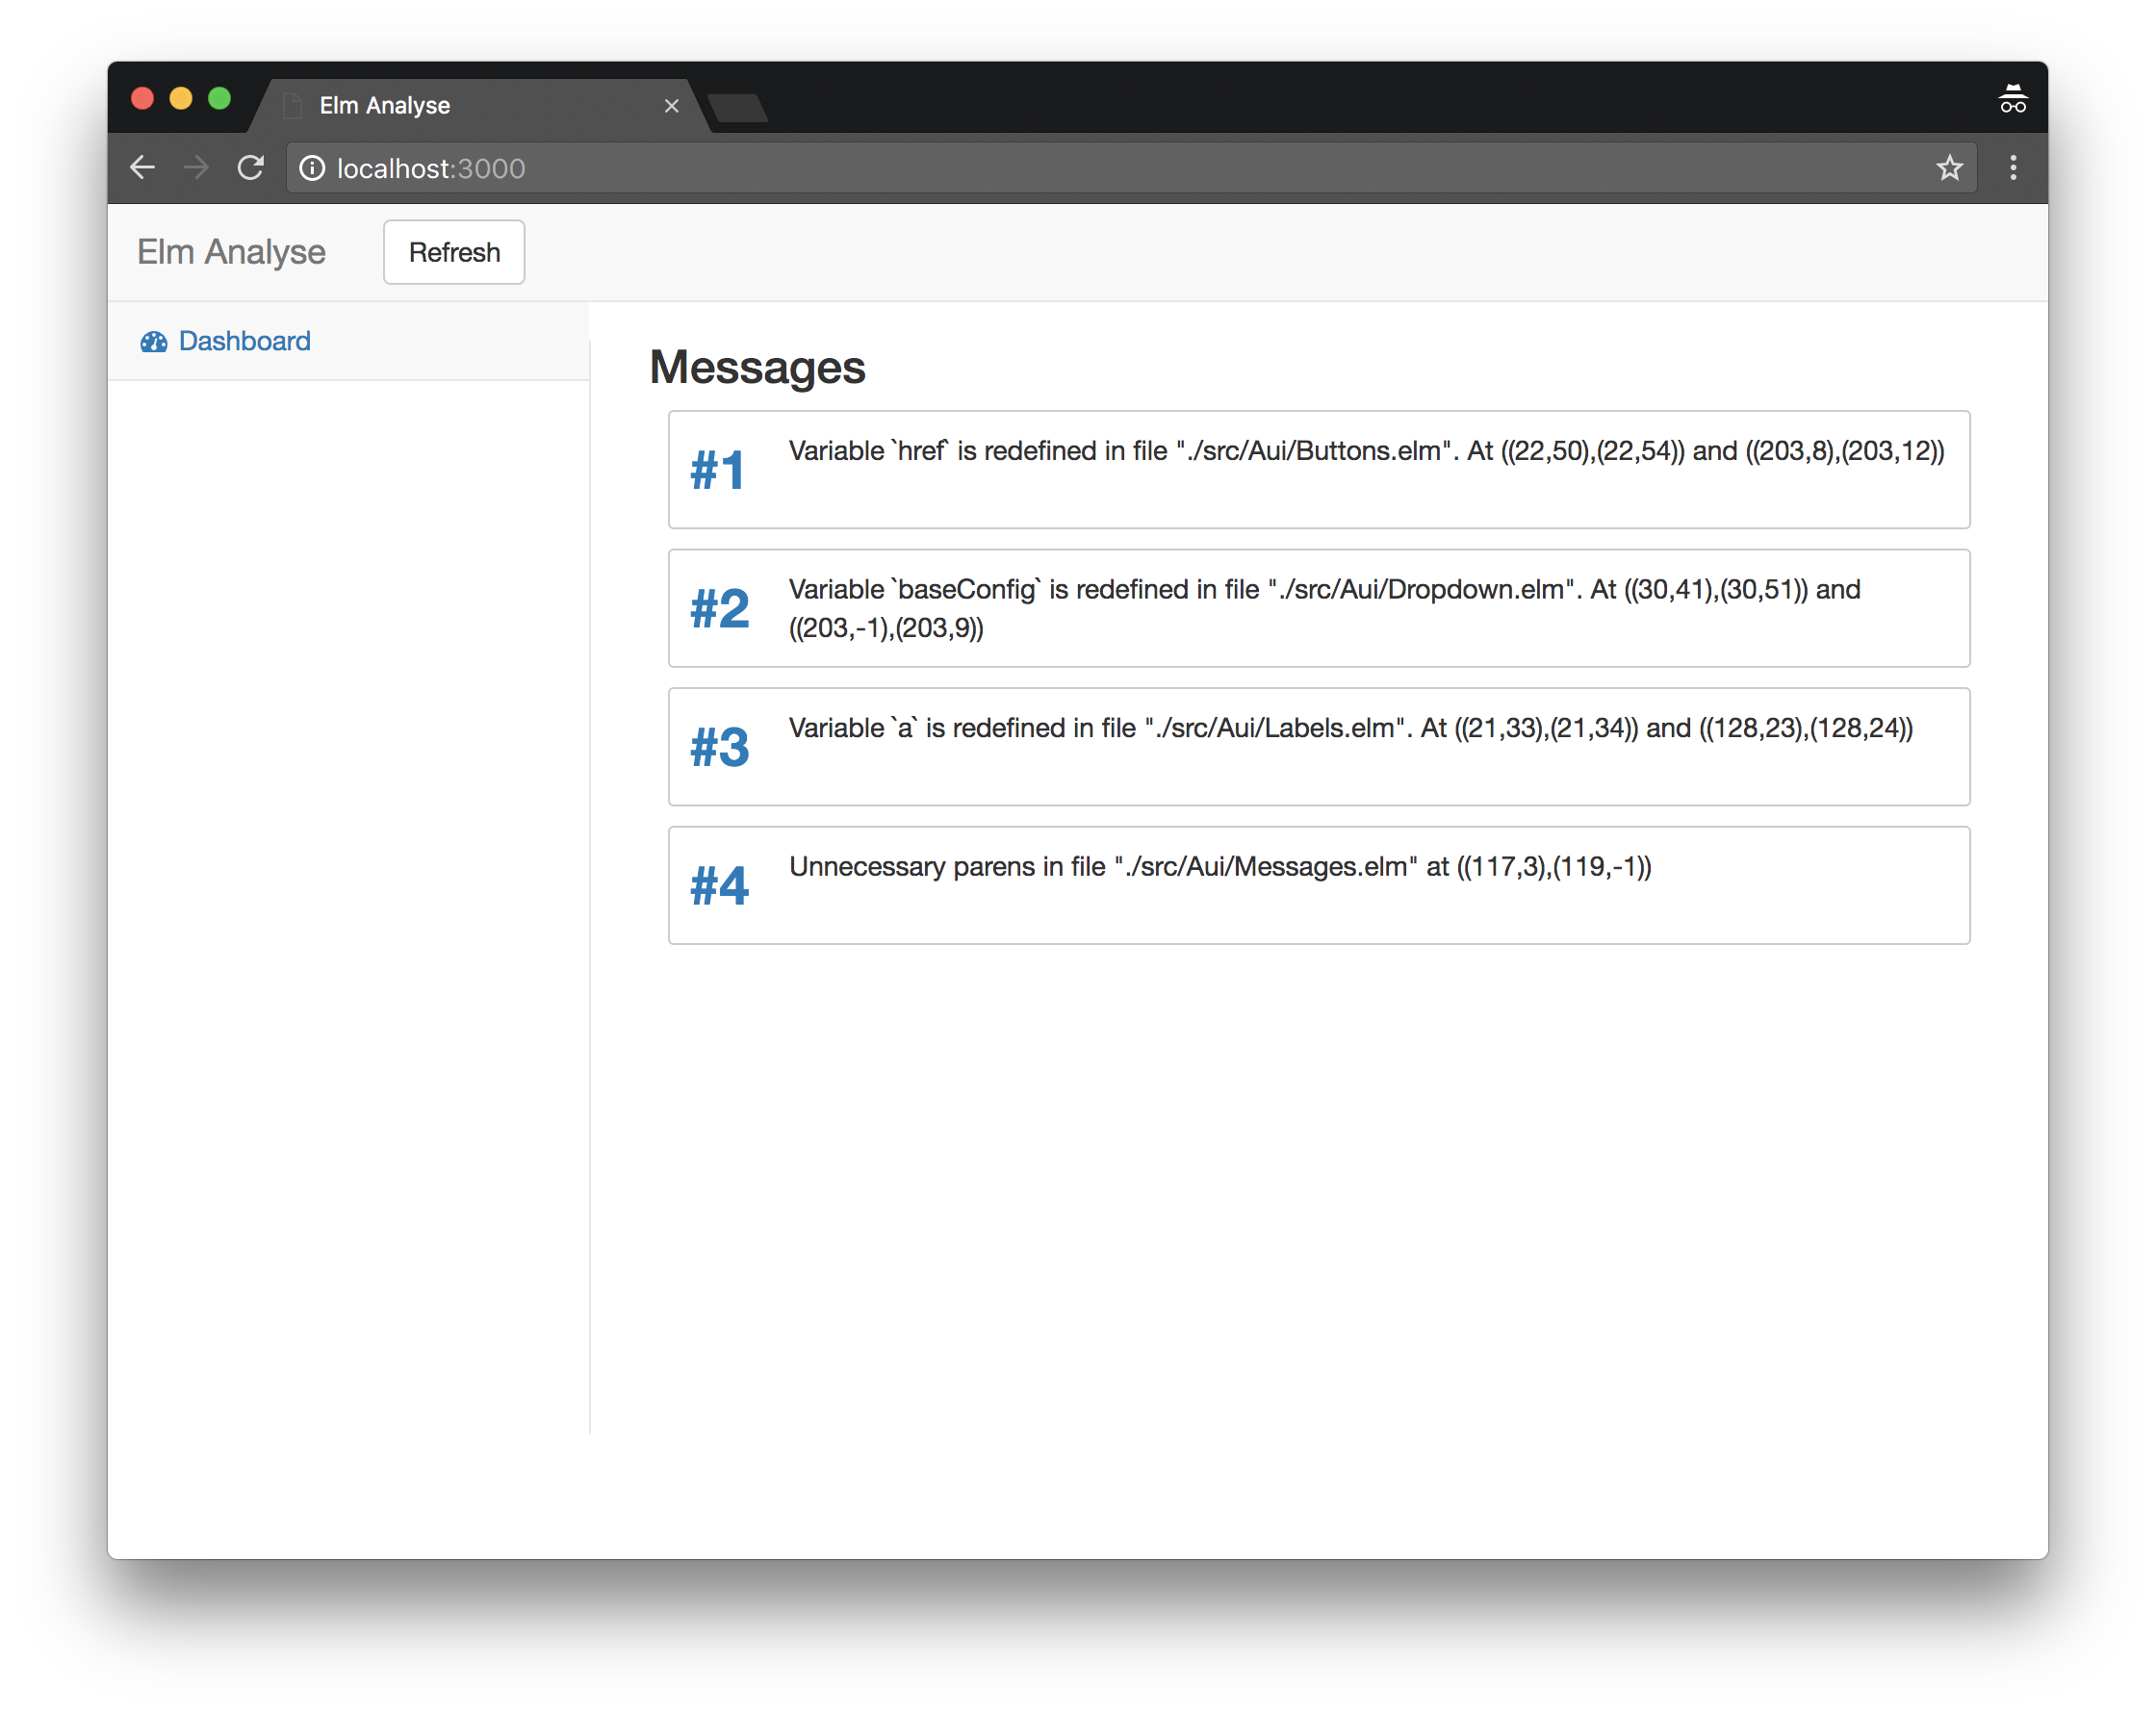 Elm Analyse
localhost:3000
Elm Analyse
Refresh
Dashboard
Messages
#1
Variable `href` is redefined in file "./src/Aui/Buttons.elm". At ((22,50),(22,54)) and ((203,8),(203,12))
#2
Variable `baseConfig` is redefined in file "./src/Aui/Dropdown.elm". At ((30,41),(30,51)) and
((203,-1),(203,9))
#3
Variable `a` is redefined in file "./src/Aui/Labels.elm". At ((21,33),(21,34)) and ((128,23),(128,24))
#4
Unnecessary parens in file "./src/Aui/Messages.elm" at ((117,3),(119,-1))